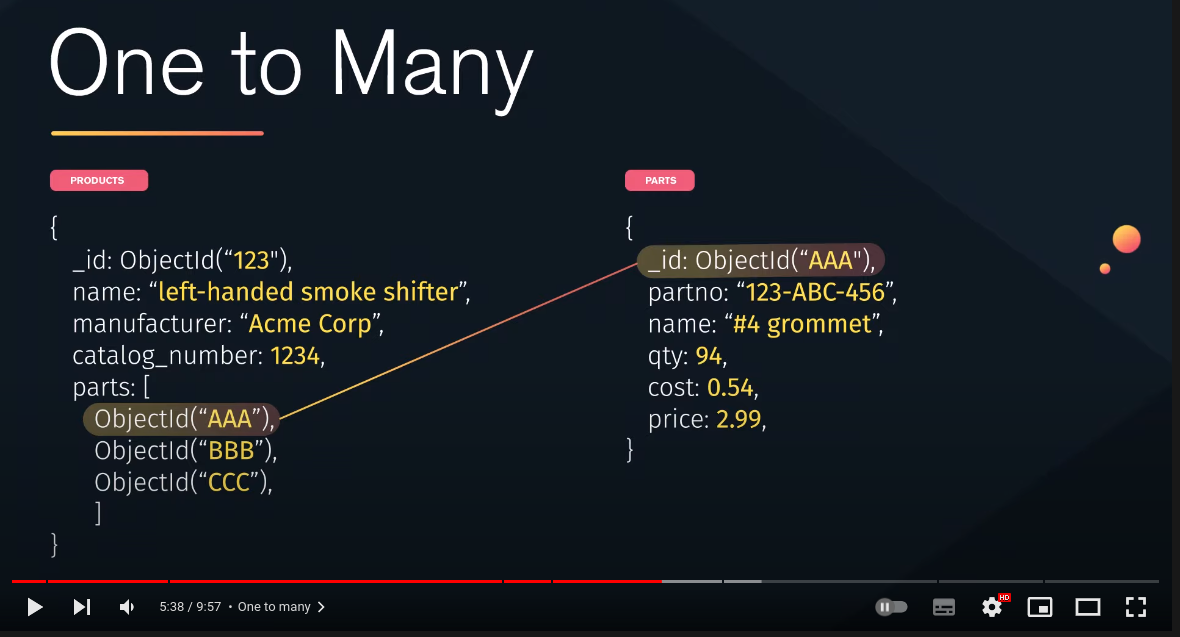 One to Many
PRODUCTS
{
_id: ObjectId(“123"),
name: “left-handed smoke shifter”,
manufacturer: “Acme Corp”,
catalog_number: 1234,
parts: [
ObjectId(“AAA”),
ObjectId(“BBB”),
ObjectId(“CCC”),
]
}
PARTS
{
_id: ObjectId(“AAA"),
partno: “123-ABC-456”,
name: “#4 grommet”,
qty: 94,
cost: 0.54,
price: 2.99,
}
5:38 / 9:57 • One to many
HD